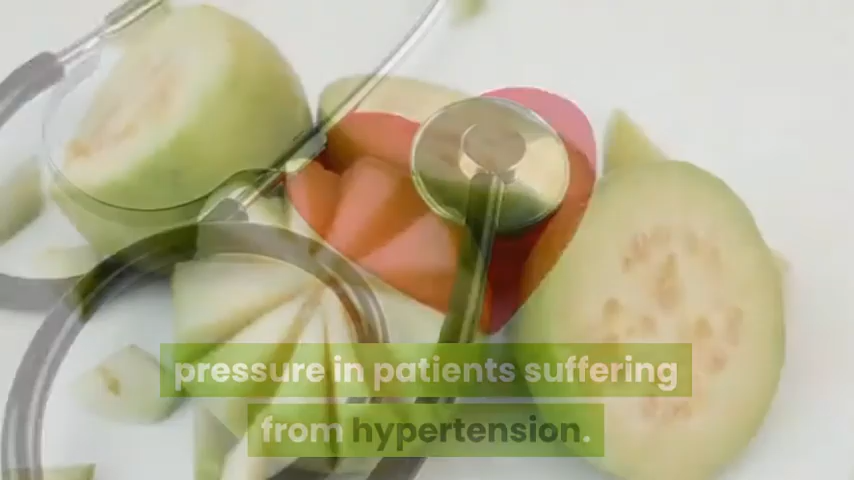 pressure in patients suffering
from hypertension.